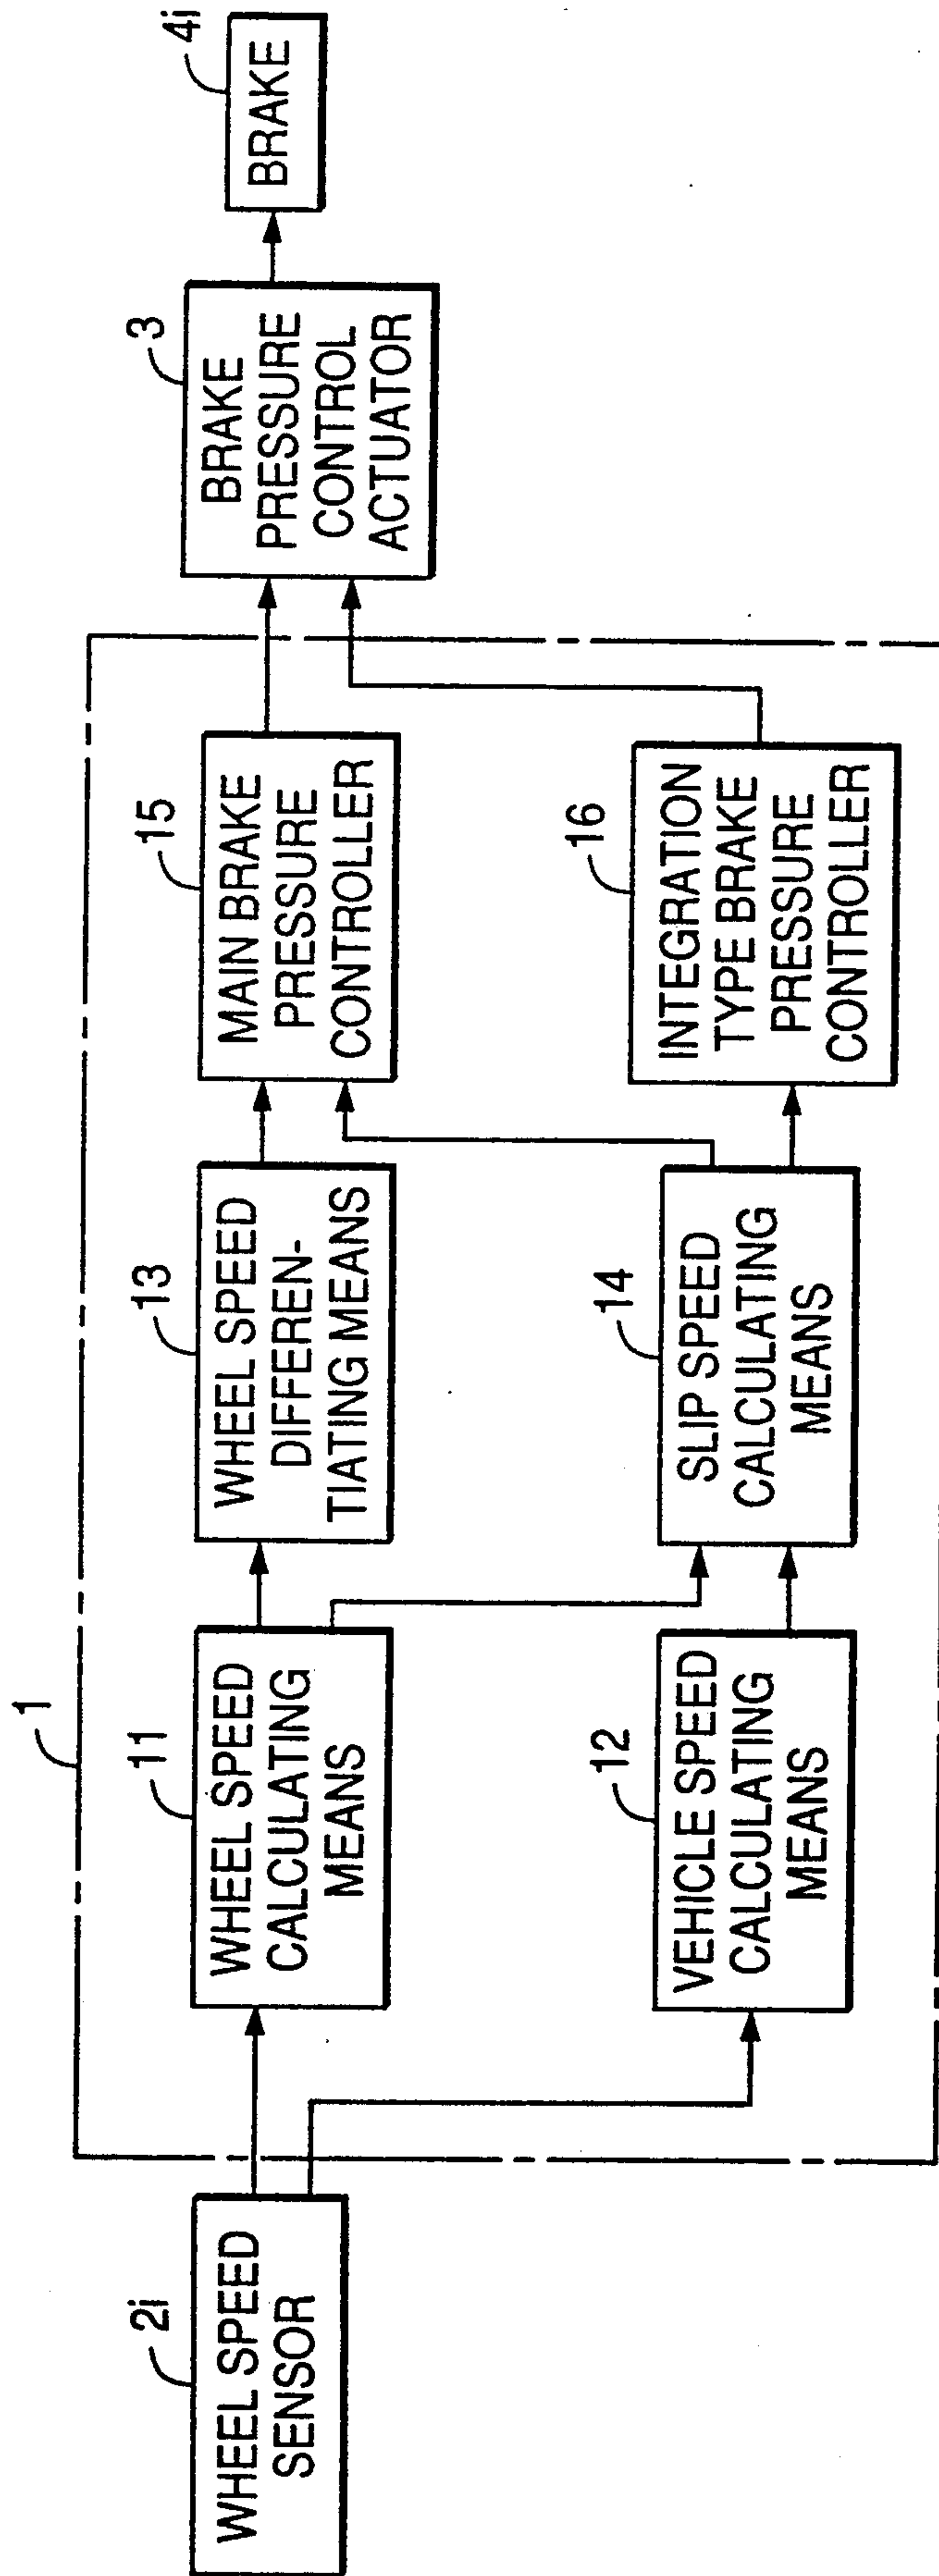 1
2i
WHEEL SPEED
SENSOR
11
WHEEL SPEED
CALCULATING
MEANS
12
VEHICLE SPEED
CALCULATING
MEANS
13
WHEEL SPEED
DIFFEREN-
TIATING MEANS
14
SLIP SPEED
CALCULATING
MEANS
15
MAIN BRAKE
PRESSURE
CONTROLLER
16
INTEGRATION
TYPE BRAKE
PRESSURE
CONTROLLER
3
BRAKE
PRESSURE
CONTROL
ACTUATOR
4i
BRAKE